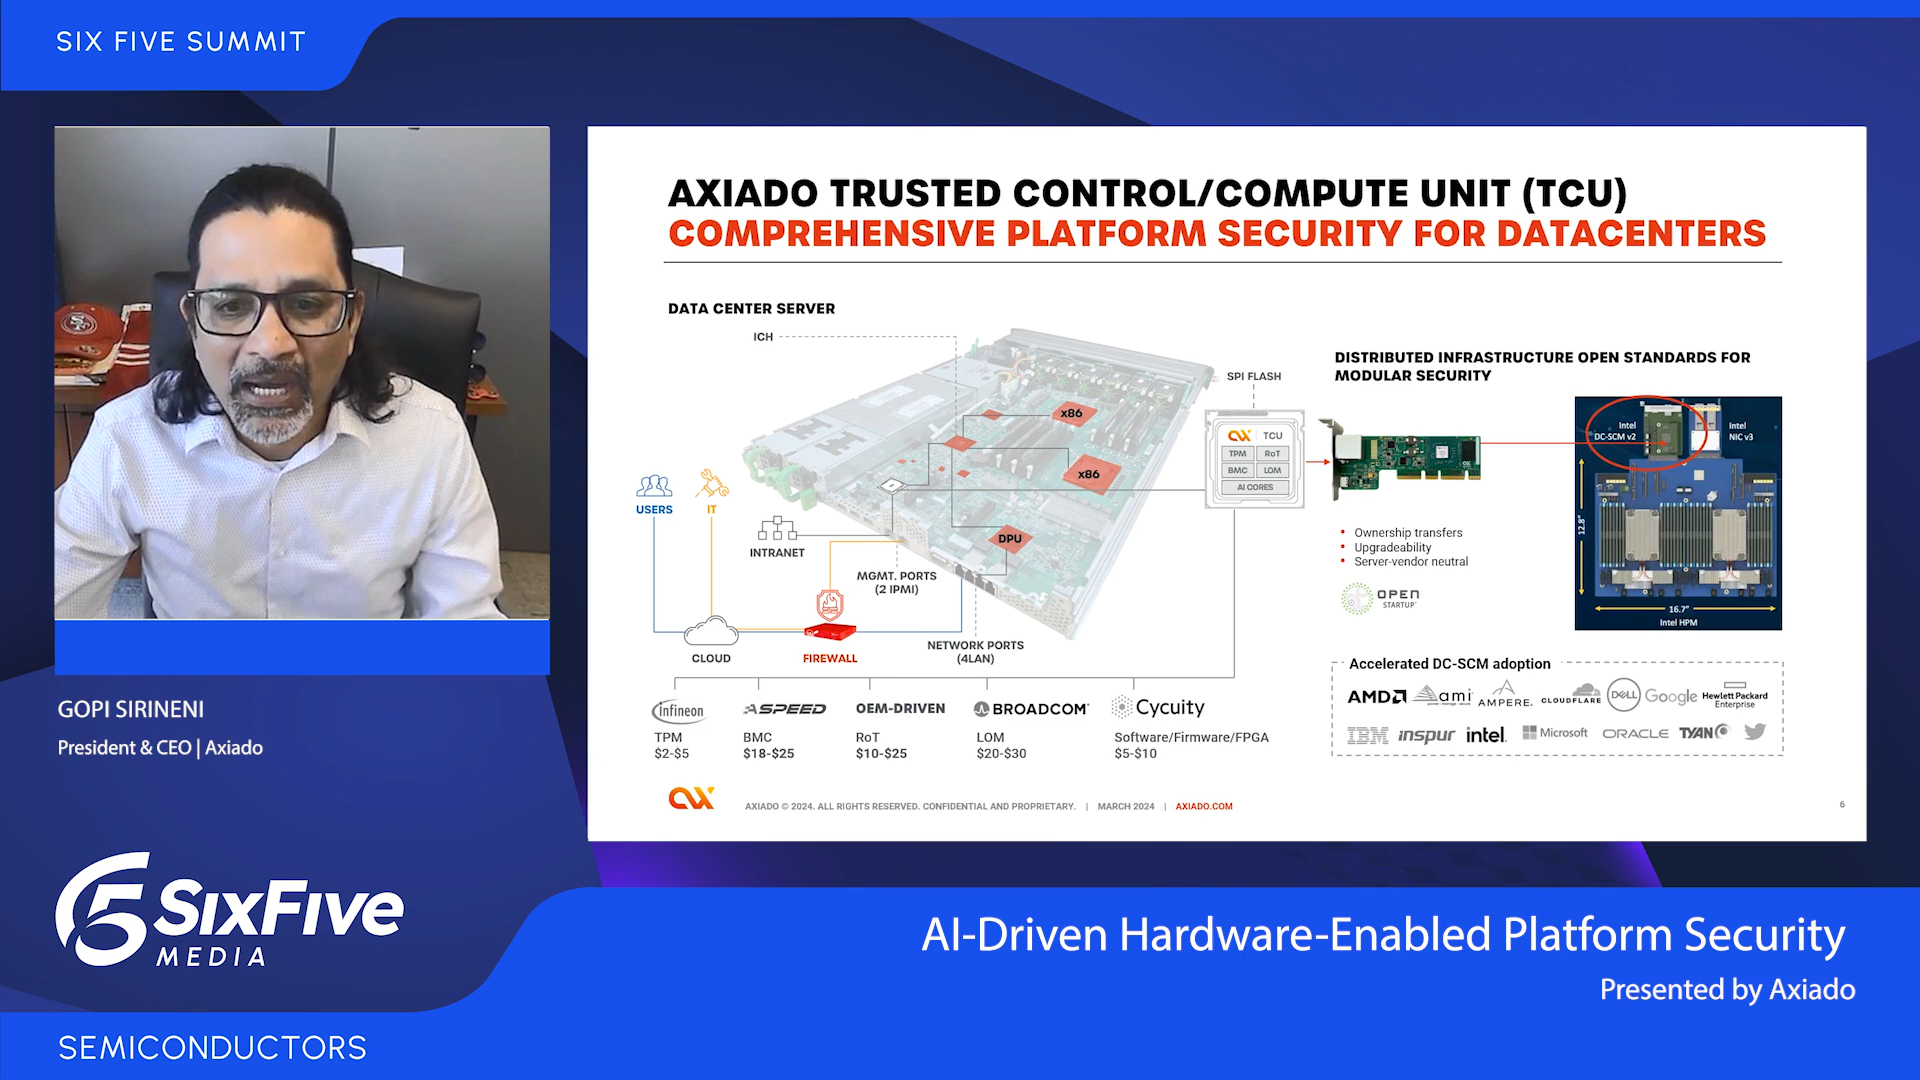 SIX FIVE SUMMIT
GOPI SIRINENI
President & CEO | Axiado
SixFive
MEDIA
SEMICONDUCTORS
AXIADO TRUSTED CONTROL/COMPUTE UNIT (TCU)
COMPREHENSIVE PLATFORM SECURITY FOR DATACENTERS
DATA CENTER SERVER
ICH
x86
x86
DPU
USERS
IT
INTRANET
MGMT. PORTS
(2 IPMI)
CLOUD
FIREWALL
NETWORK PORTS
(4LAN)
SPI FLASH
TCU
TPM
RoT
BMC
LOM
AI CORES
DISTRIBUTED INFRASTRUCTURE OPEN STANDARDS FOR
MODULAR SECURITY
• Ownership transfers
• Upgradeability
• Server-vendor neutral
OPEN
STARTUP™
Intel
DC-SCM v2
Intel
NIC v3
12.8"
16.7"
Intel HPM
infineon
ASPEED
OEM-DRIVEN
BROADCOM®
Cycuity
TPM
$2-$5
BMC
$18-$25
RoT
$10-$25
LOM
$20-$30
Software/Firmware/FPGA
$5-$10
Accelerated DC-SCM adoption
AMD
ami
AMPERE.
CLOUDFLARE
DELL
Google
Hewlett Packard
Enterprise
IBM
inspur
intel.
Microsoft
ORACLE
TYAN
AXIADO © 2024. ALL RIGHTS RESERVED. CONFIDENTIAL AND PROPRIETARY. | MARCH 2024 | AXIADO.COM
6
AI-Driven Hardware-Enabled Platform Security
Presented by Axiado